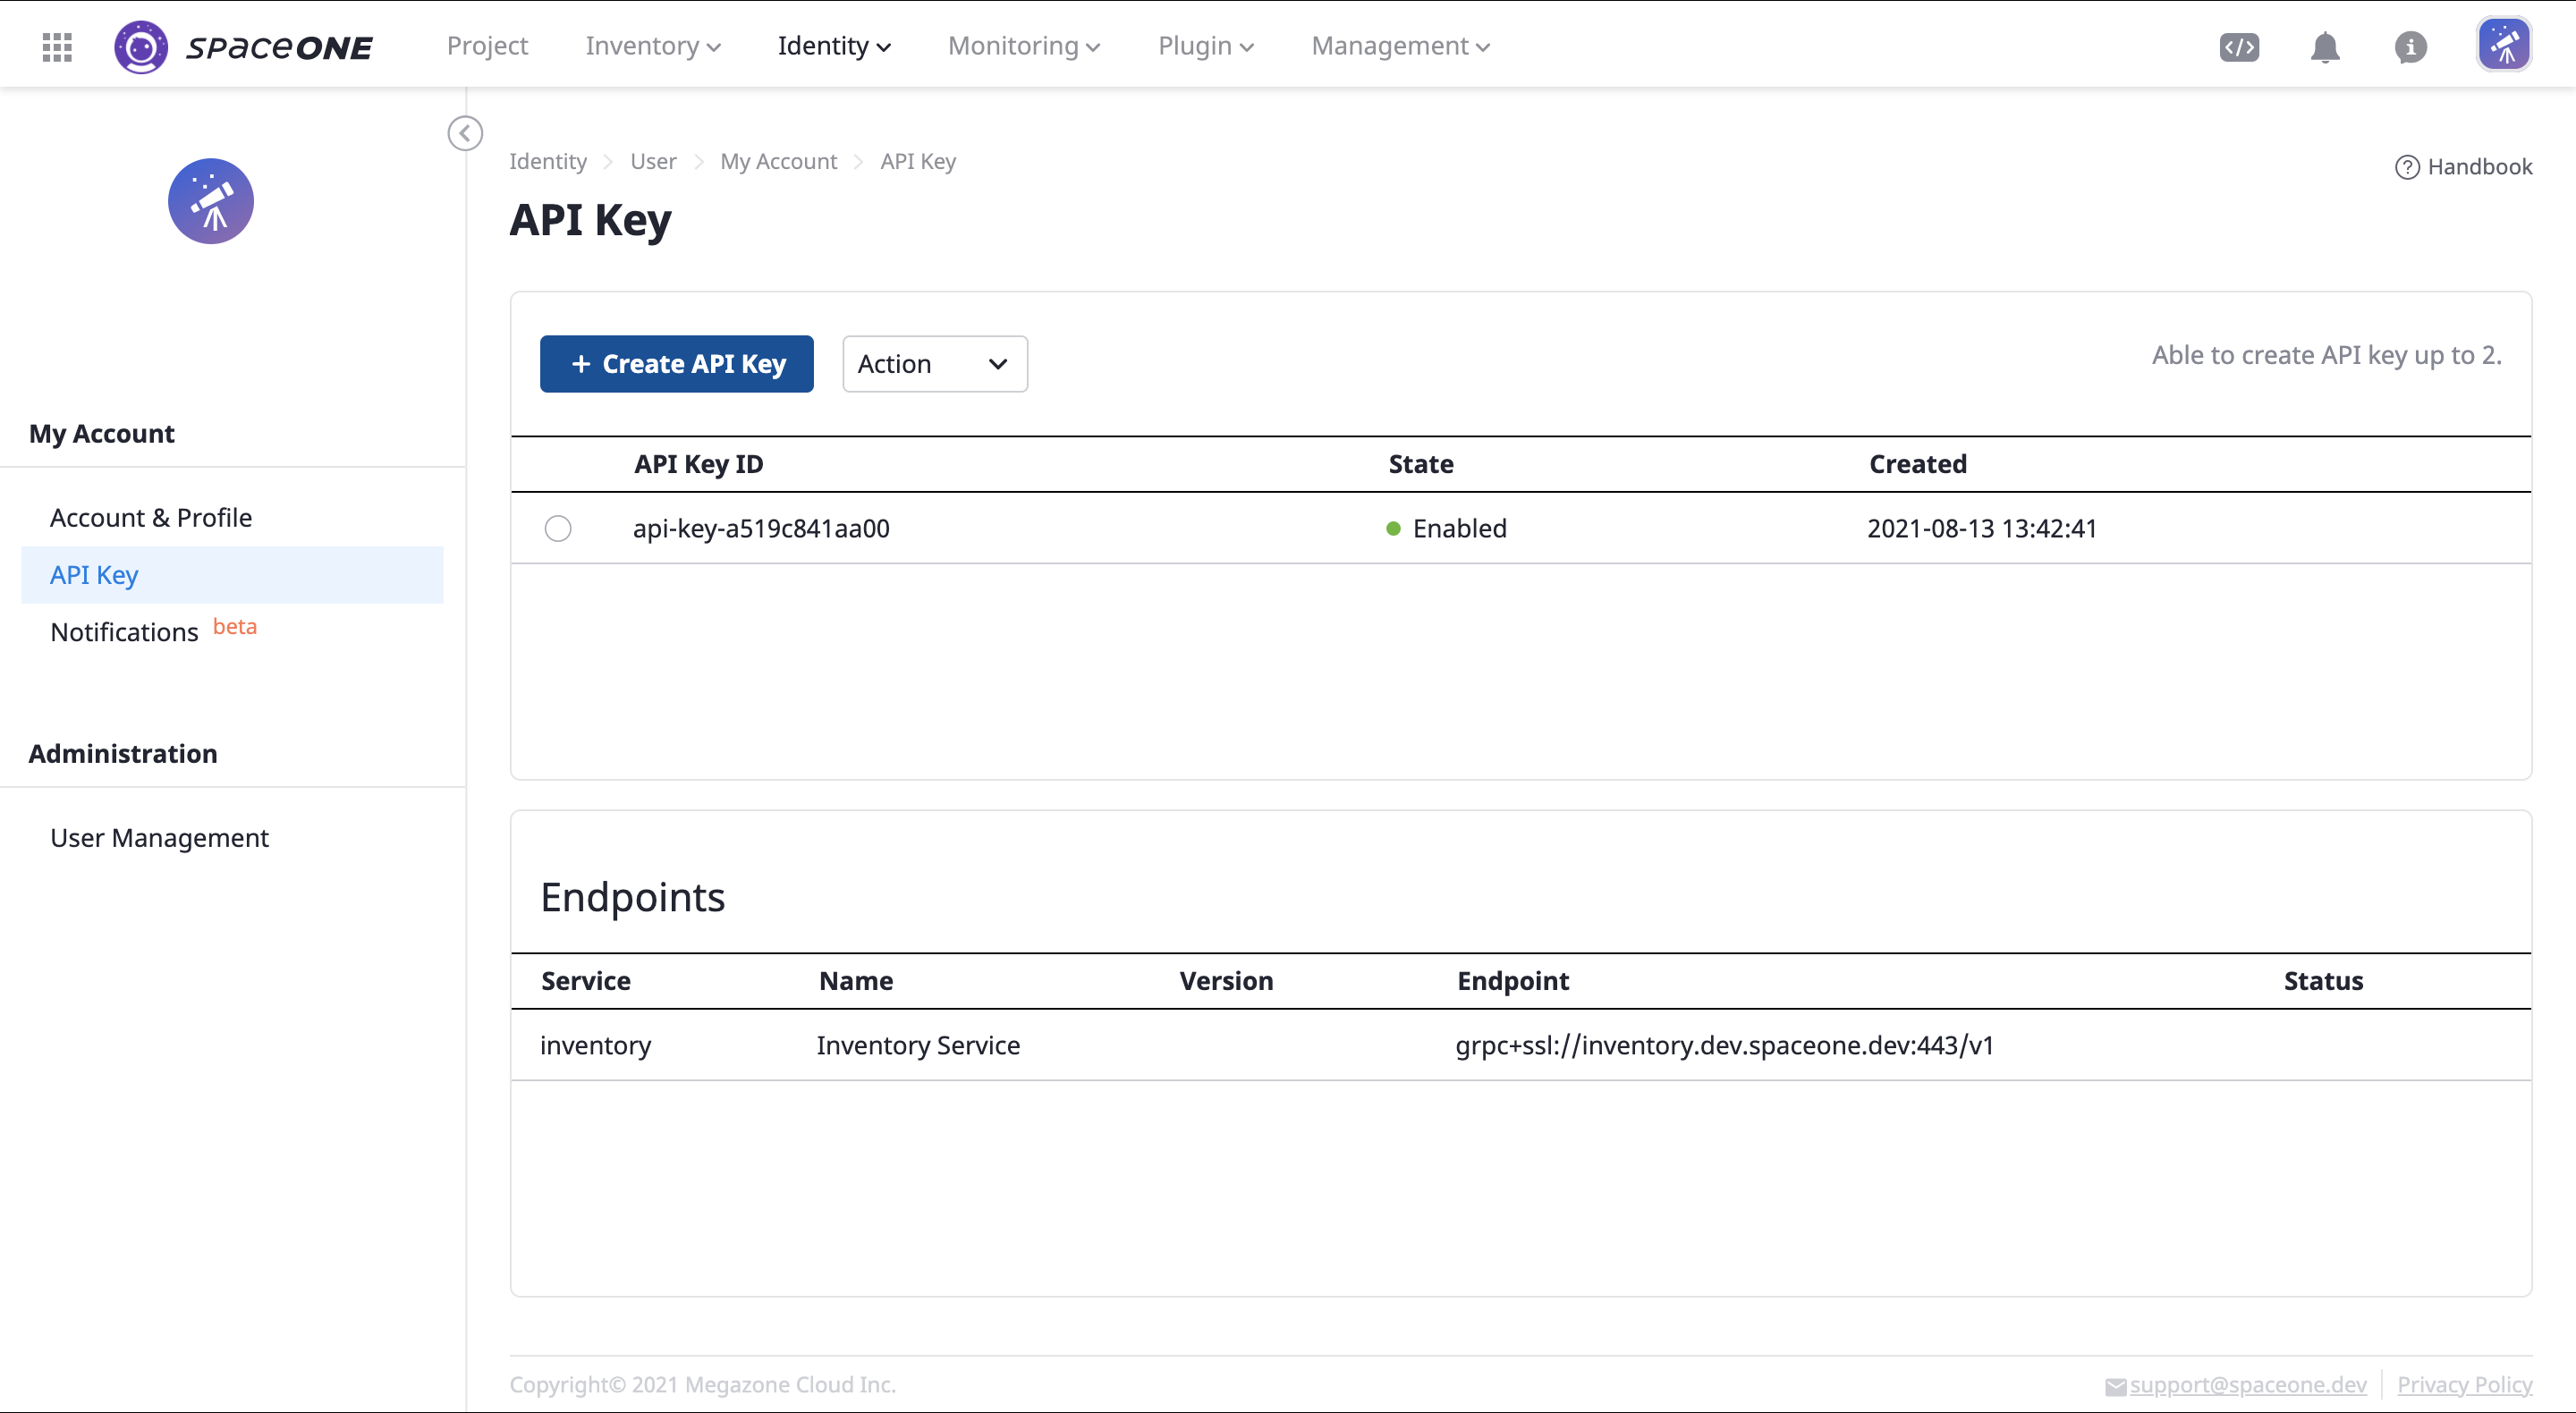 spaceONE Project Inventory Identity Monitoring Plugin Management </>
Identity > User > My Account > API Key
Handbook
API Key
My Account
Account & Profile
API Key
Notifications beta
Administration
User Management
+ Create API Key Action
Able to create API key up to 2.
API Key ID State Created
api-key-a519c841aa00 Enabled 2021-08-13 13:42:41
Endpoints
Service Name Version Endpoint Status
inventory Inventory Service grpc+ssl://inventory.dev.spaceone.dev:443/v1
Copyright© 2021 Megazone Cloud Inc.
support@spaceone.dev Privacy Policy